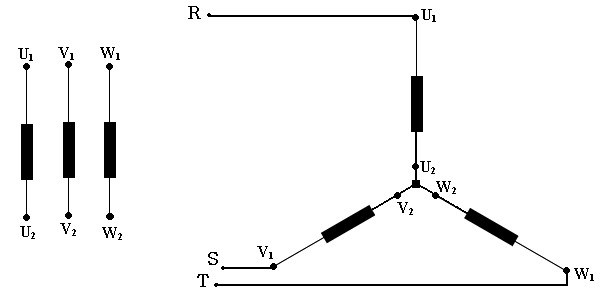 R
U₁
U₁ V₁ W₁
U₂
W₂
V₂
U₂ V₂ W₂
V₁
S
T
W₁